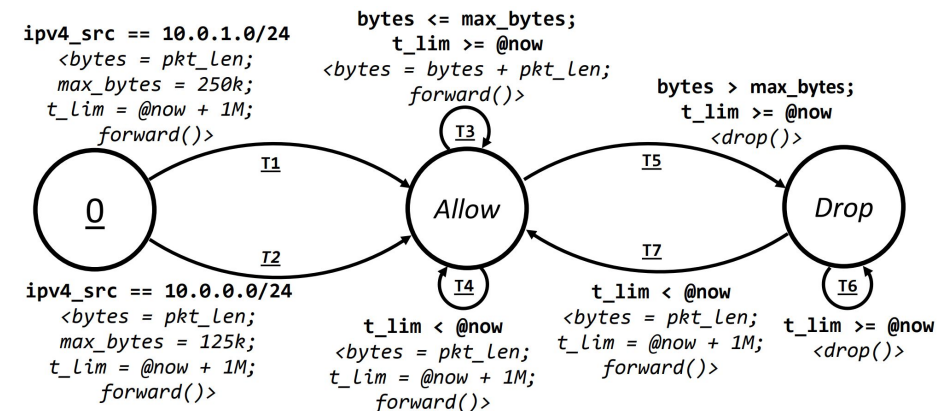 ipv4_src == 10.0.1.0/24
<bytes = pkt_len;
max_bytes = 250k;
t_lim = @now + 1M;
forward()>
bytes <= max_bytes;
t_lim >= @now
<bytes = bytes + pkt_len;
forward()>
bytes > max_bytes;
t_lim >= @now
<drop()>
T3
T1
T5
0
Allow
Drop
T2
T7
T4
T6
ipv4_src == 10.0.0.0/24
<bytes = pkt_len;
max_bytes = 125k;
t_lim = @now + 1M;
forward()>
t_lim < @now
<bytes = pkt_len;
t_lim = @now + 1M;
forward()>
t_lim < @now
<bytes = pkt_len;
t_lim = @now + 1M;
forward()>
t_lim >= @now
<drop()>